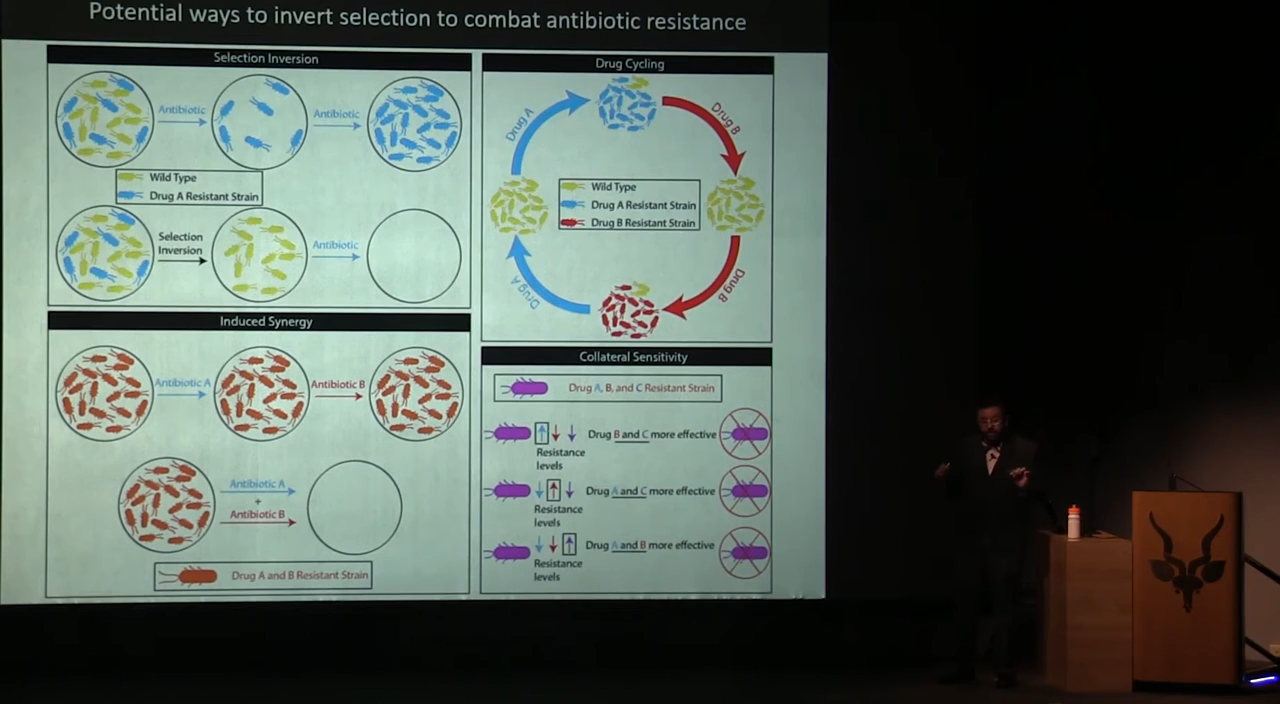 Potential ways to invert selection to combat antibiotic resistance
Selection Inversion
Antibiotic
Antibiotic
Wild Type
Drug A Resistant Strain
Selection
Inversion
Antibiotic
Drug Cycling
Drug A
Drug B
Wild Type
Drug A Resistant Strain
Drug B Resistant Strain
Drug A
Drug B
Induced Synergy
Antibiotic A
Antibiotic B
Antibiotic A
+
Antibiotic B
Drug A and B Resistant Strain
Collateral Sensitivity
Drug A, B, and C Resistant Strain
Drug B and C more effective
Resistance
levels
Drug A and C more effective
Resistance
levels
Drug A and B more effective
Resistance
levels